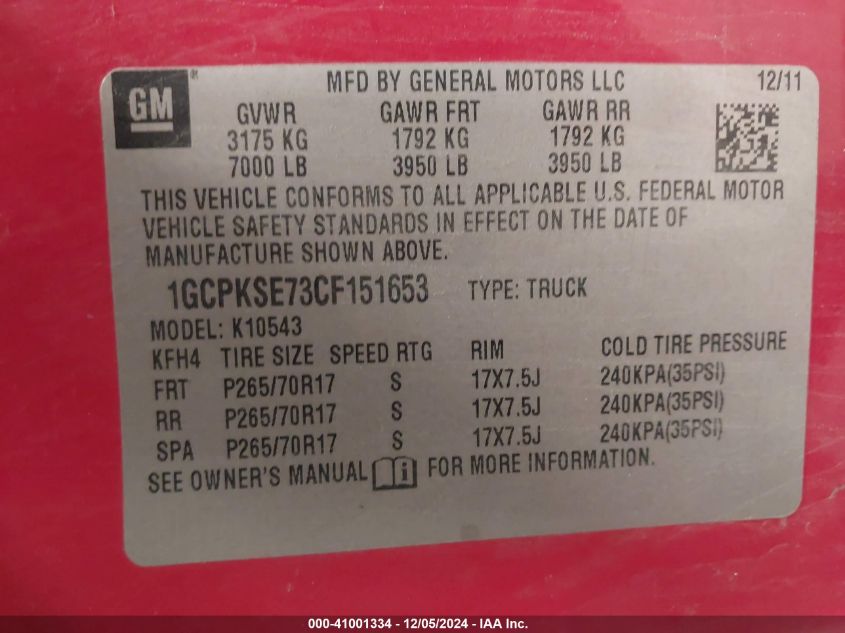 GM ® MFD BY GENERAL MOTORS LLC 12/11
GVWR GAWR FRT GAWR RR
3175 KG 1792 KG 1792 KG
7000 LB 3950 LB 3950 LB
THIS VEHICLE CONFORMS TO ALL APPLICABLE U.S. FEDERAL MOTOR
VEHICLE SAFETY STANDARDS IN EFFECT ON THE DATE OF
MANUFACTURE SHOWN ABOVE.
1GCPKSE73CF151653 TYPE: TRUCK
MODEL: K10543
KFH4 TIRE SIZE SPEED RTG RIM COLD TIRE PRESSURE
FRT P265/70R17 S 17X7.5J 240KPA(35PSI)
RR P265/70R17 S 17X7.5J 240KPA(35PSI)
SPA P265/70R17 S 17X7.5J 240KPA(35PSI)
SEE OWNER'S MANUAL i FOR MORE INFORMATION.
000-41001334 - 12/05/2024 - IAA Inc.